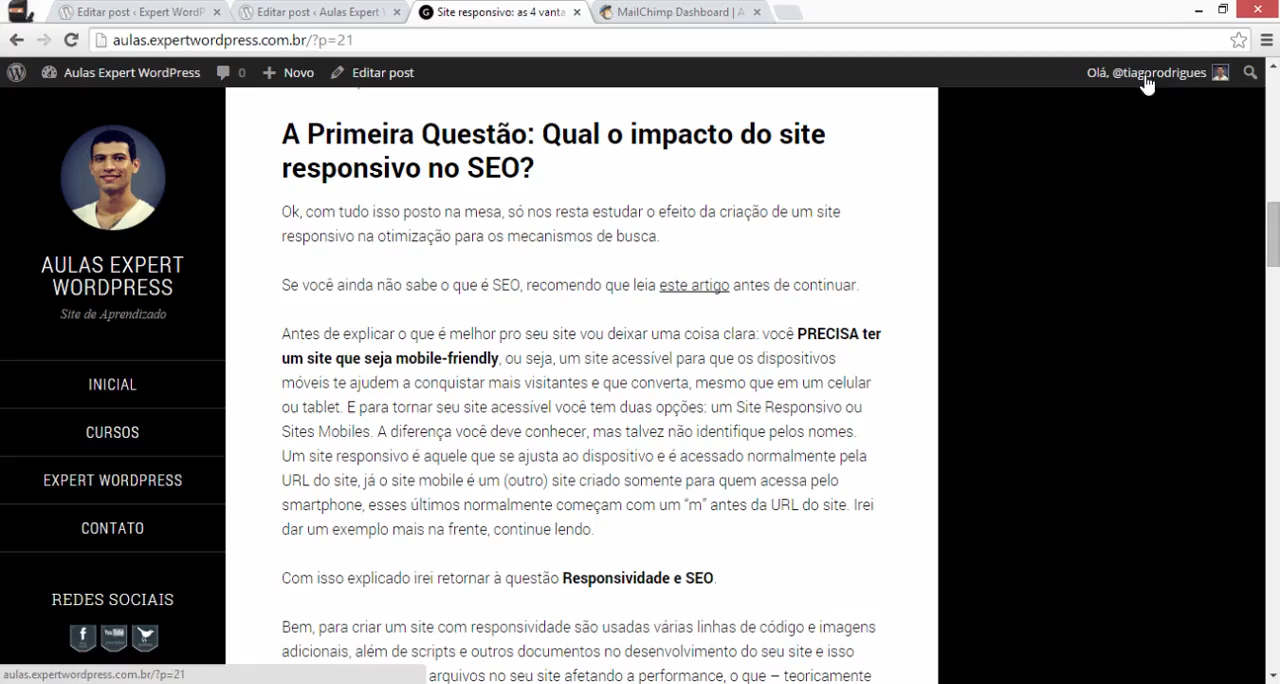 Editar post ‹ Expert WordP
Editar post ‹ Aulas Expert
Site responsivo: as 4 vanta
MailChimp Dashboard | A
aulas.expertwordpress.com.br/?p=21
Aulas Expert WordPress
0
Novo
Editar post
Olá, @tiagorodrigues
AULAS EXPERT
WORDPRESS
Site de Aprendizado
INICIAL
CURSOS
EXPERT WORDPRESS
CONTATO
REDES SOCIAIS
A Primeira Questão: Qual o impacto do site
responsivo no SEO?
Ok, com tudo isso posto na mesa, só nos resta estudar o efeito da criação de um site
responsivo na otimização para os mecanismos de busca.
Se você ainda não sabe o que é SEO, recomendo que leia este artigo antes de continuar.
Antes de explicar o que é melhor pro seu site vou deixar uma coisa clara: você PRECISA ter
um site que seja mobile-friendly, ou seja, um site acessível para que os dispositivos
móveis te ajudem a conquistar mais visitantes e que converta, mesmo que em um celular
ou tablet. E para tornar seu site acessível você tem duas opções: um Site Responsivo ou
Sites Mobiles. A diferença você deve conhecer, mas talvez não identifique pelos nomes.
Um site responsivo é aquele que se ajusta ao dispositivo e é acessado normalmente pela
URL do site, já o site mobile é um (outro) site criado somente para quem acessa pelo
smartphone, esses últimos normalmente começam com um “m” antes da URL do site. Irei
dar um exemplo mais na frente, continue lendo.
Com isso explicado irei retornar à questão Responsividade e SEO.
Bem, para criar um site com responsividade são usadas várias linhas de código e imagens
adicionais, além de scripts e outros documentos no desenvolvimento do seu site e isso
arquivos no seu site afetando a performance, o que – teoricamente
aulas.expertwordpress.com.br/?p=21